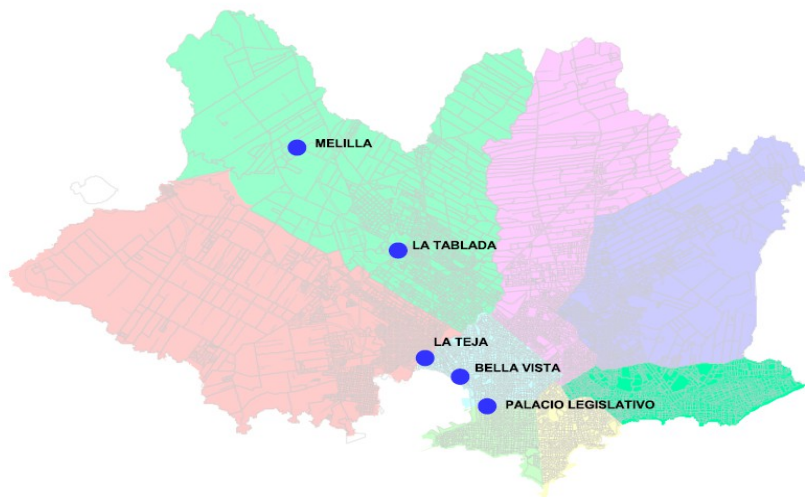 MELILLA
LA TABLADA
LA TEJA
BELLA VISTA
PALACIO LEGISLATIVO